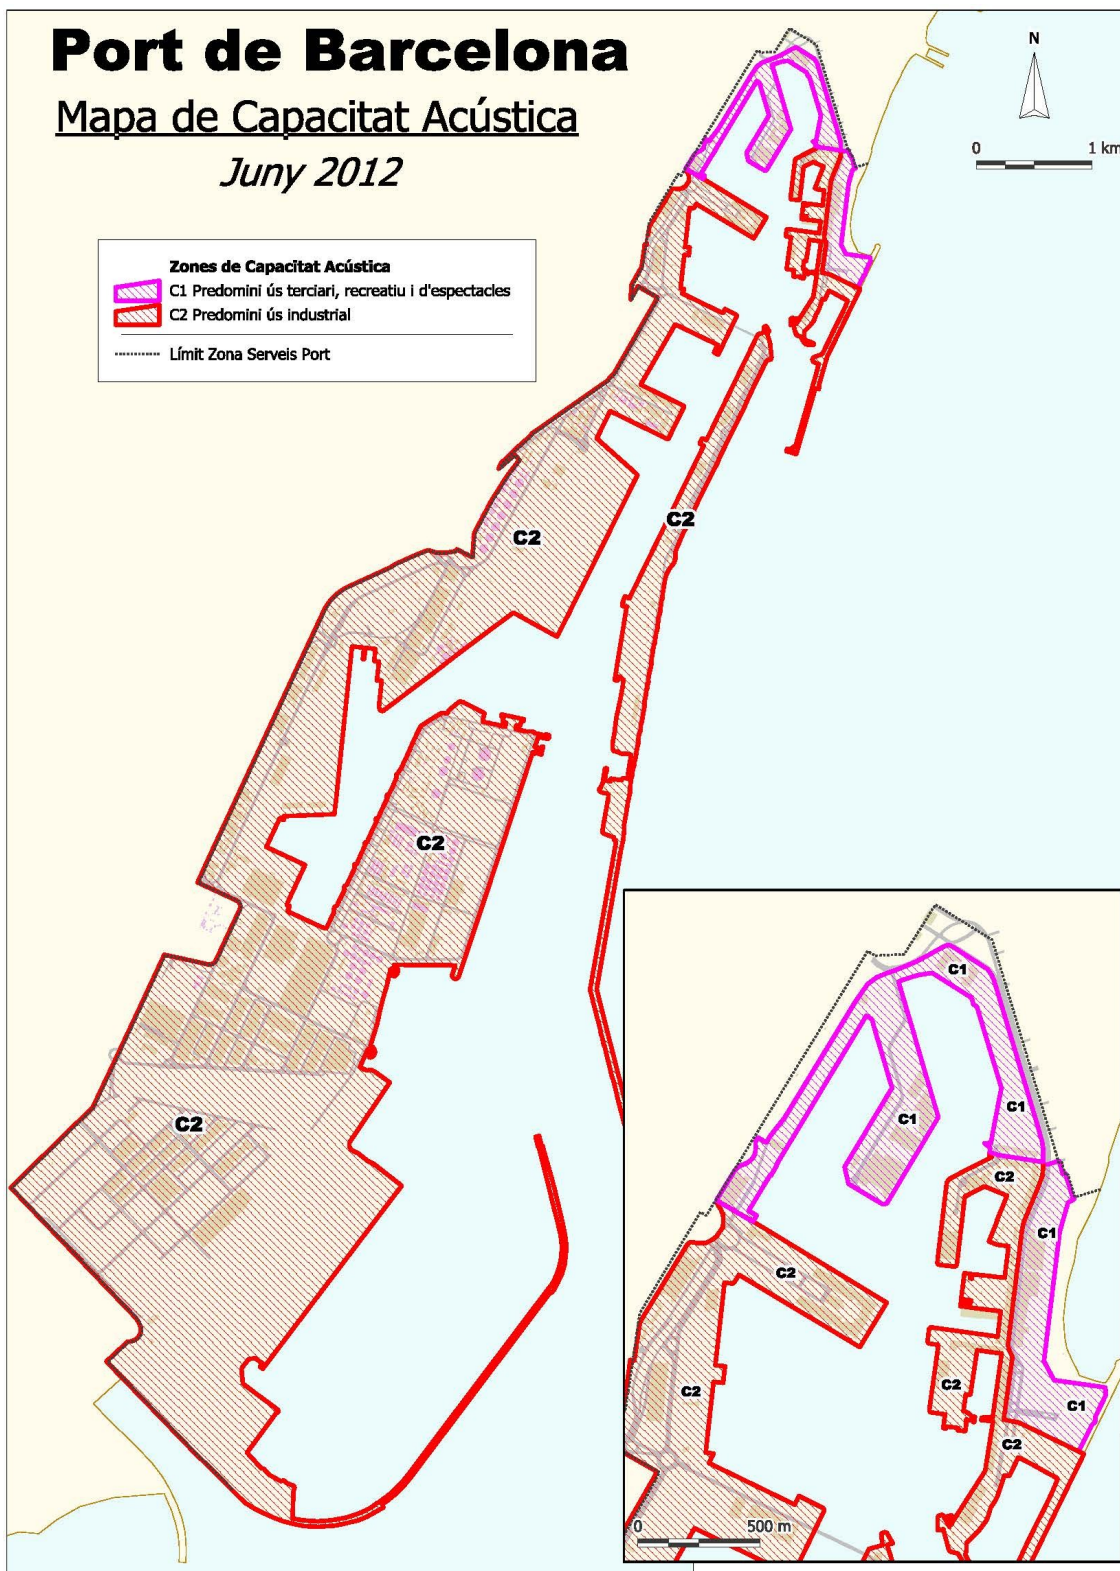 Port de Barcelona
Mapa de Capacitat Acústica
Juny 2012
N
0 1 km
Zones de Capacitat Acústica
C1 Predomini ús terciari, recreatiu i d'espectacles
C2 Predomini ús industrial
Límit Zona Serveis Port
C2
C2
C2
C2
C1
C1
C1
C2
C1
C2
C2
C2
C1
C2
0 500 m